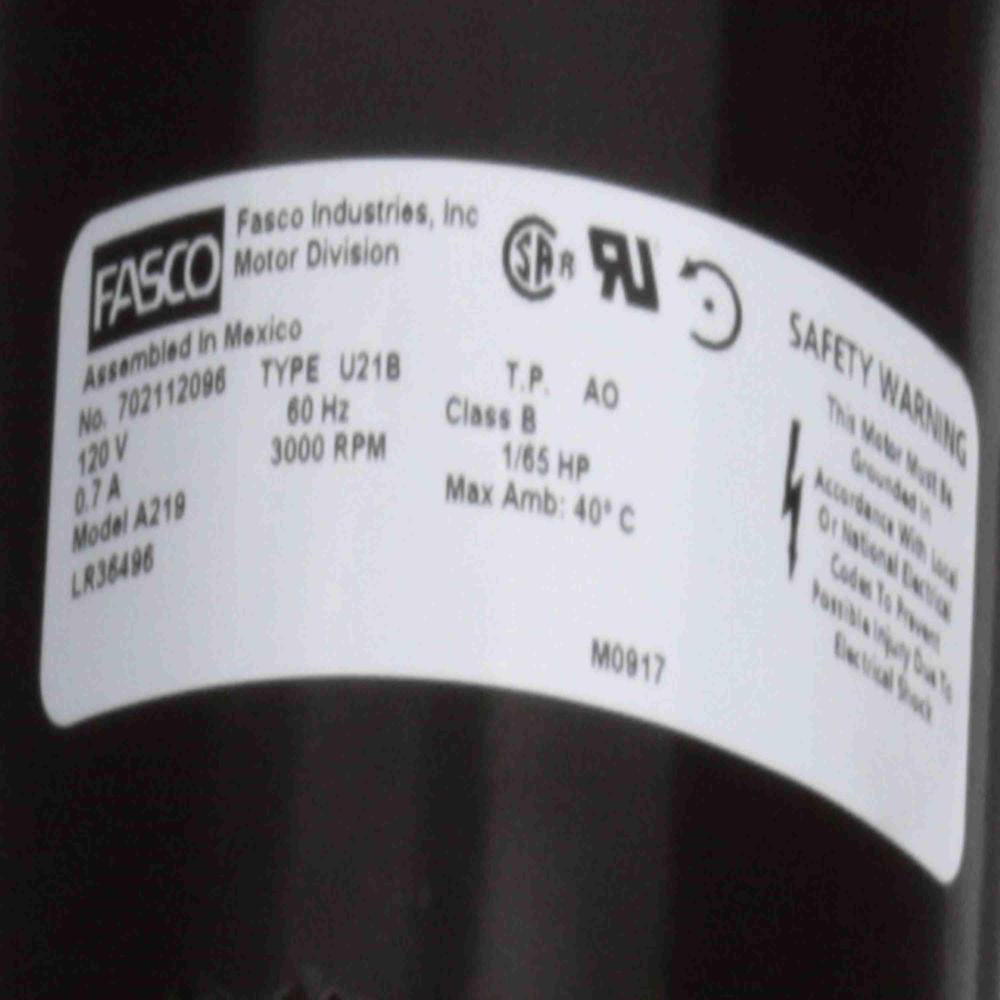 FASCO
Fasco Industries, Inc
Motor Division
Assembled In Mexico
No. 702112096
TYPE U21B
120 V
60 Hz
0.7 A
3000 RPM
Model A219
LR36496
T.P. AO
Class B
1/65 HP
Max Amb: 40° C
M0917
SAFETY WARNING
This Motor Must Be
Grounded In
Accordance With Local
Or National Electrical
Codes To Prevent
Possible Injury Due To
Electrical Shock